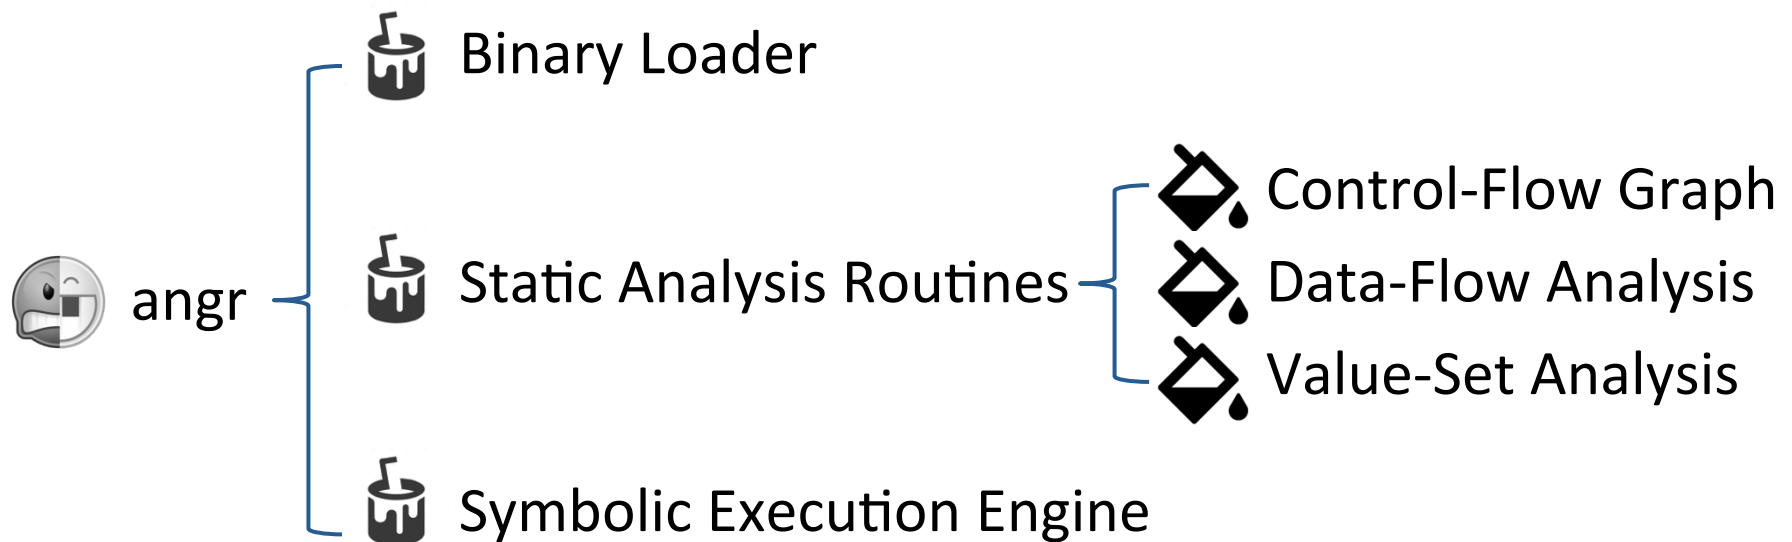 Binary Loader
Control-Flow Graph
angr
Static Analysis Routines
Data-Flow Analysis
Value-Set Analysis
Symbolic Execution Engine